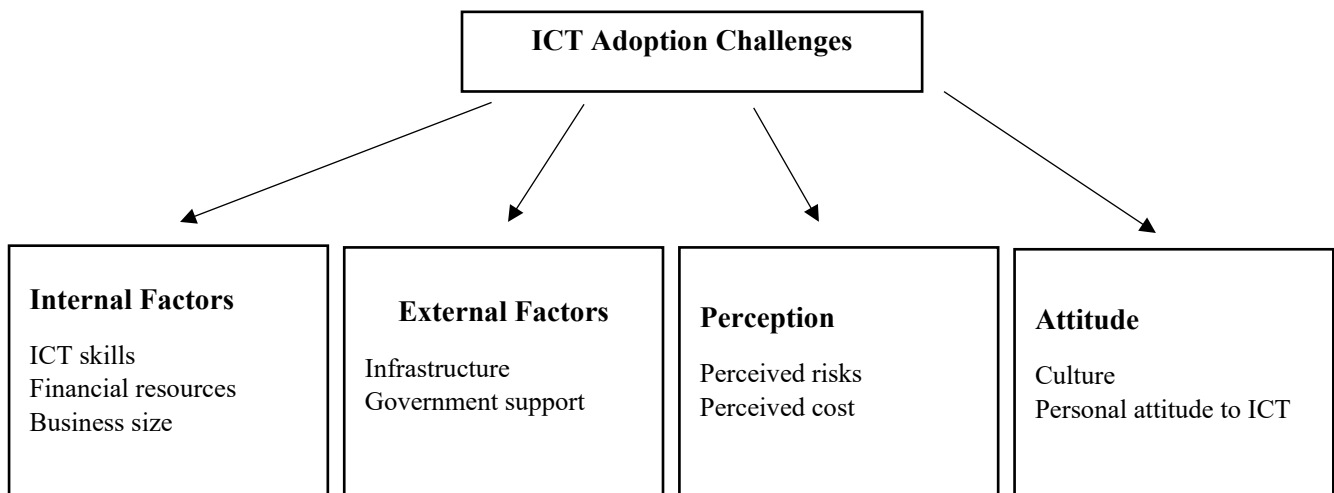 ICT Adoption Challenges
Internal Factors
ICT skills
Financial resources
Business size
External Factors
Infrastructure
Government support
Perception
Perceived risks
Perceived cost
Attitude
Culture
Personal attitude to ICT